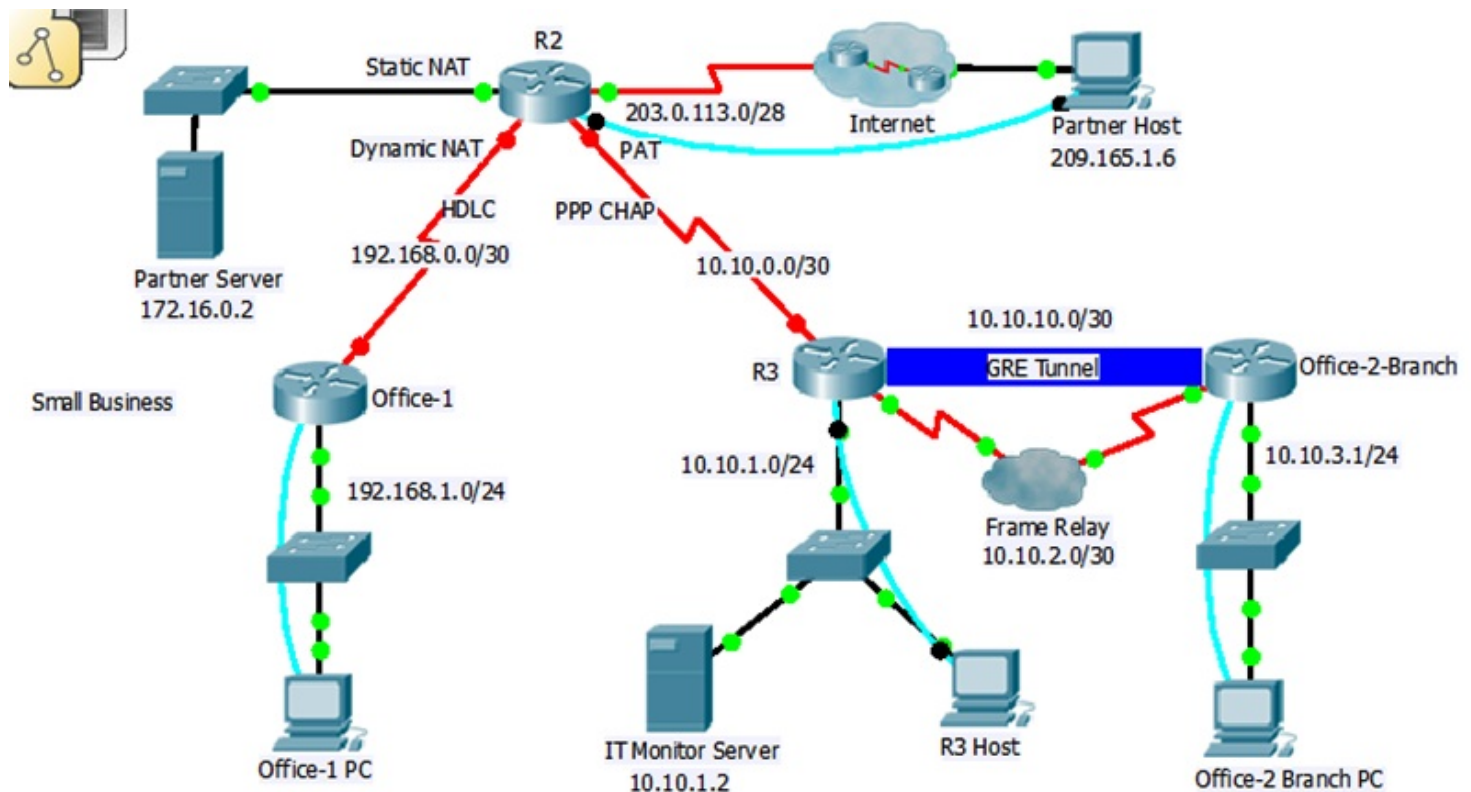 R2
Static NAT
203.0.113.0/28
Internet
Partner Host
209.165.1.6
Dynamic NAT
PAT
HDLC
PPP CHAP
192.168.0.0/30
10.10.0.0/30
Partner Server
172.16.0.2
10.10.10.0/30
R3
GRE Tunnel
Office-2-Branch
Small Business
Office-1
10.10.1.0/24
10.10.3.1/24
192.168.1.0/24
Frame Relay
10.10.2.0/30
IT Monitor Server
10.10.1.2
R3 Host
Office-1 PC
Office-2 Branch PC